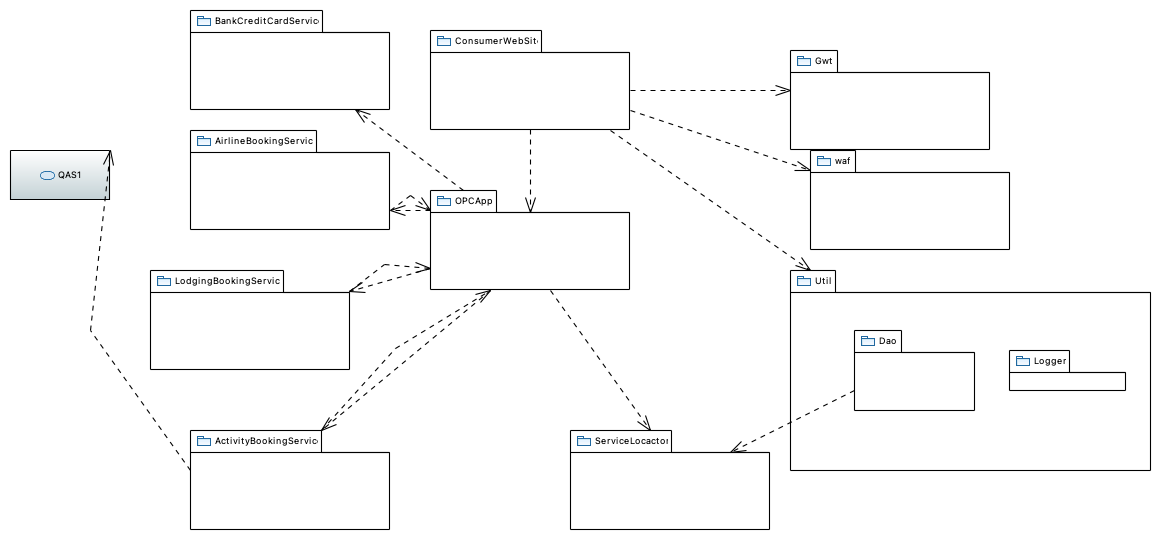 BankCreditCardServic
ConsumerWebSit
Gwt
AirlineBookingServic
waf
QAS1
OPCApp
LodgingBookingServic
Util
Dao
Logger
ActivityBookingServic
ServiceLocactor